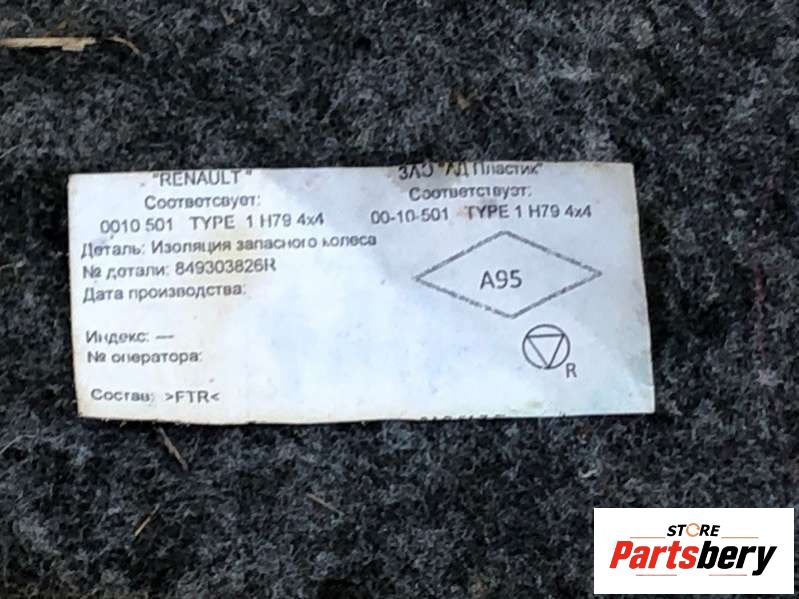 "RENAULT"
Соответсвует:
0010 501 TYPE 1 H79 4x4
ЗАО "АД Пластик"
Соответствует:
00-10-501 TYPE 1 H79 4x4
Деталь: Изоляция запасного колеса
№ детали: 849303826R
Дата производства:
Индекс: —
№ оператора:
Состав: >FTR<
A95
R
STORE
Partsbery